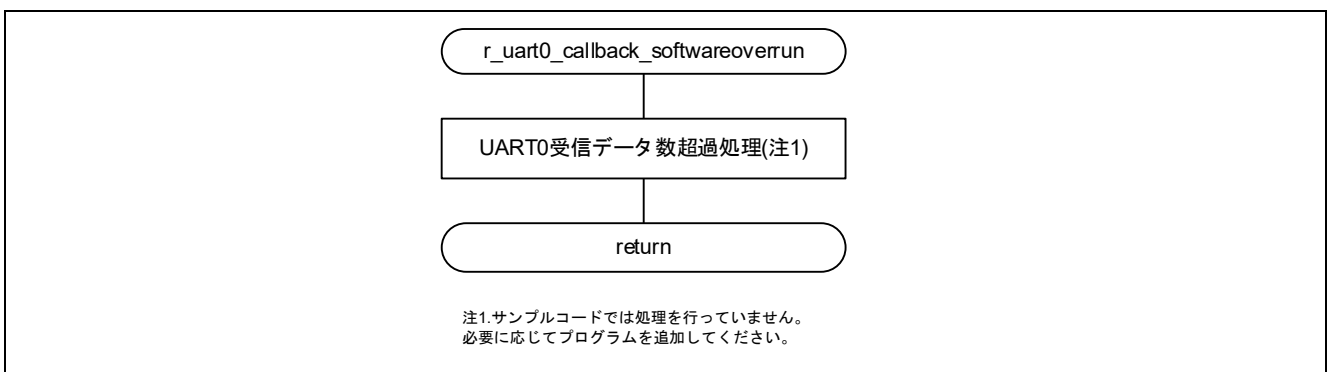 r_uart0_callback_softwareoverrun
UART0受信データ数超過処理(注1)
return
注1.サンプルコードでは処理を行っていません。
必要に応じてプログラムを追加してください。